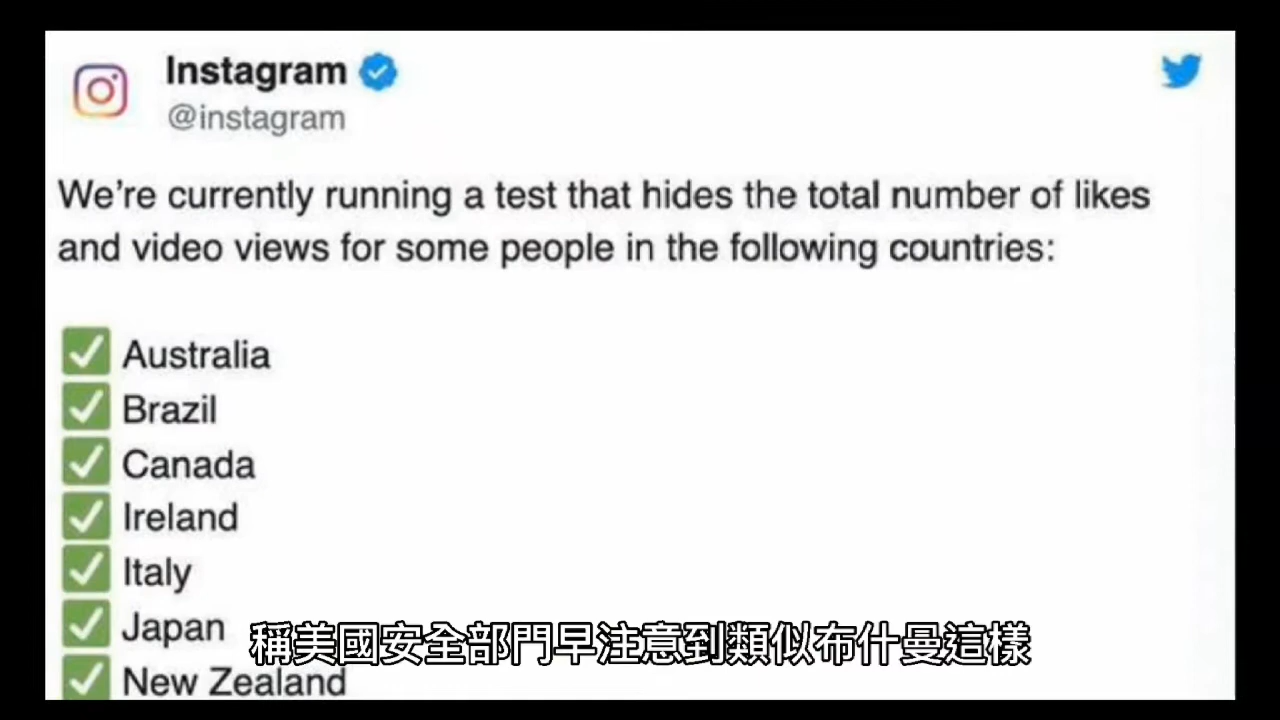 Instagram
@instagram
We’re currently running a test that hides the total number of likes
and video views for some people in the following countries:
Australia
Brazil
Canada
Ireland
Italy
Japan
稱美國安全部門早注意到類似布什曼這樣
New Zealand